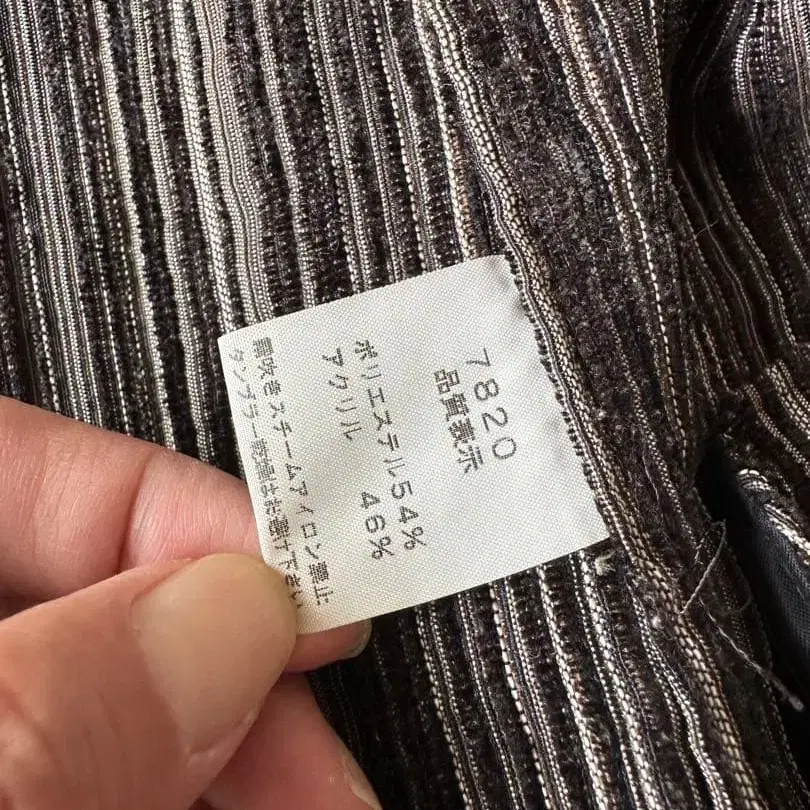 7820
品質表示
ポリエステル54%
アクリル 46%
霧吹きスチームアイロン禁止
タンブラー乾燥はお避け下さい